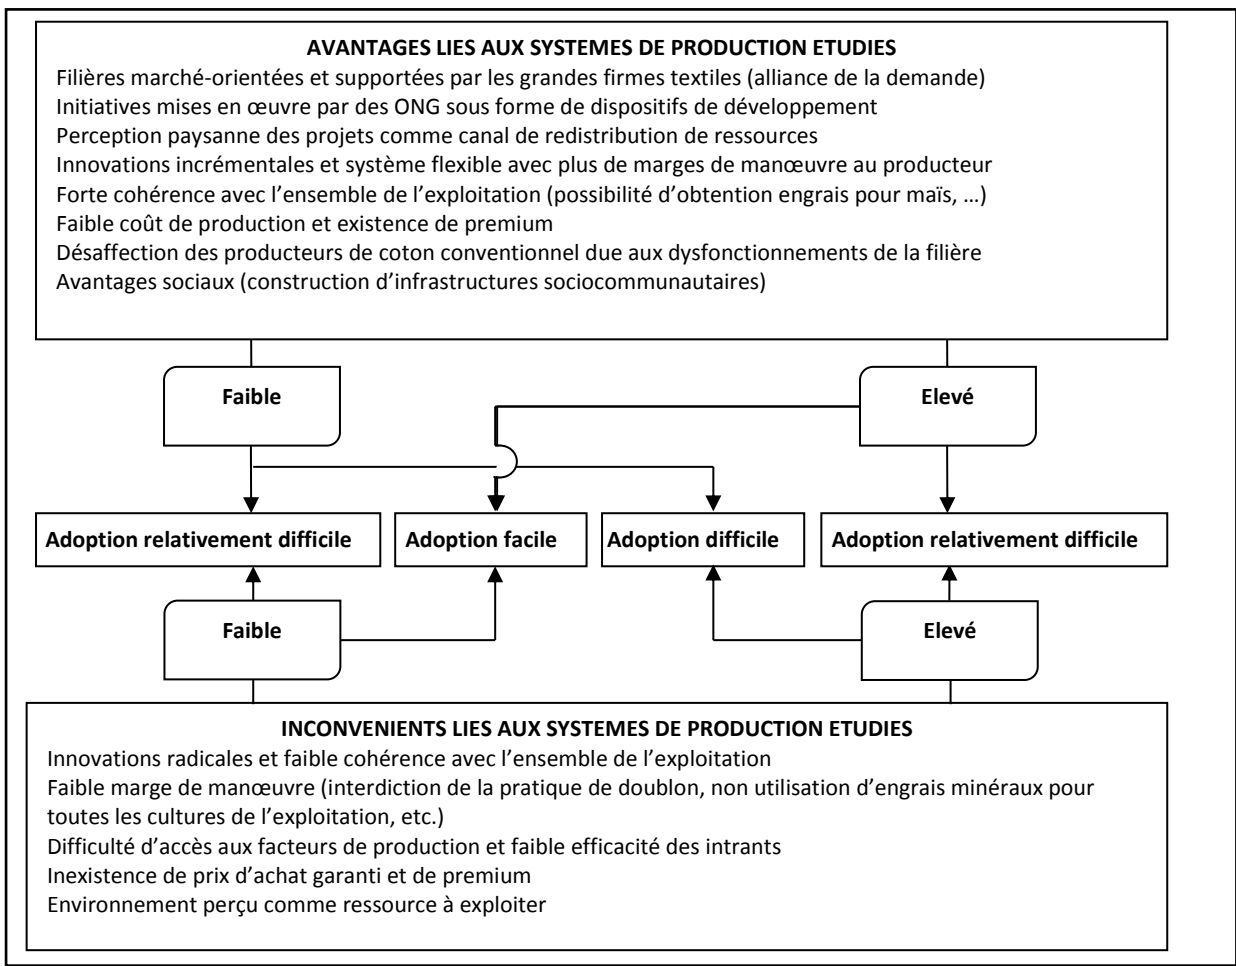 AVANTAGES LIES AUX SYSTEMES DE PRODUCTION ETUDIES
Filières marché-orientées et supportées par les grandes firmes textiles (alliance de la demande)
Initiatives mises en œuvre par des ONG sous forme de dispositifs de développement
Perception paysanne des projets comme canal de redistribution de ressources
Innovations incrémentales et système flexible avec plus de marges de manœuvre au producteur
Forte cohérence avec l’ensemble de l’exploitation (possibilité d’obtention engrais pour maïs, …)
Faible coût de production et existence de premium
Désaffection des producteurs de coton conventionnel due aux dysfonctionnements de la filière
Avantages sociaux (construction d’infrastructures sociocommunautaires)
Faible
Elevé
Adoption relativement difficile
Adoption facile
Adoption difficile
Adoption relativement difficile
Faible
Elevé
INCONVENIENTS LIES AUX SYSTEMES DE PRODUCTION ETUDIES
Innovations radicales et faible cohérence avec l’ensemble de l’exploitation
Faible marge de manœuvre (interdiction de la pratique de doublon, non utilisation d’engrais minéraux pour
toutes les cultures de l’exploitation, etc.)
Difficulté d’accès aux facteurs de production et faible efficacité des intrants
Inexistence de prix d’achat garanti et de premium
Environnement perçu comme ressource à exploiter